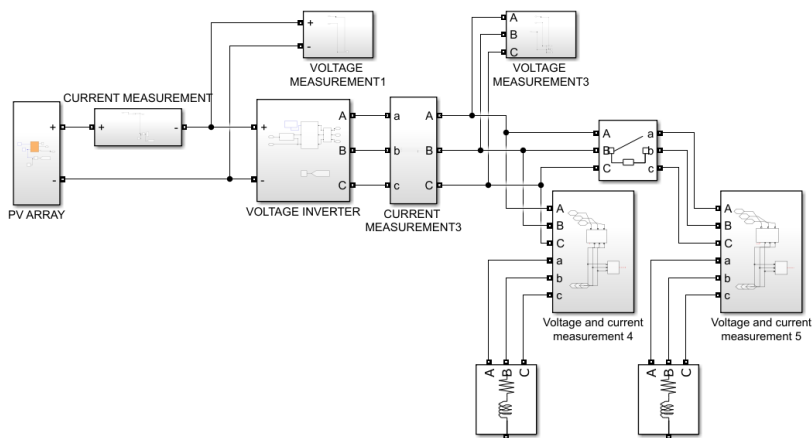 +
-
VOLTAGE
MEASUREMENT1
A
B
C
VOLTAGE
MEASUREMENT3
CURRENT MEASUREMENT
+ -
+
-
PV ARRAY
+
-
A
B
C
VOLTAGE INVERTER
a
b
c
A
B
C
CURRENT
MEASUREMENT3
A
B
C
a
b
c
A
B
C
a
b
c
Voltage and current
measurement 4
A
B
C
a
b
c
Voltage and current
measurement 5
A B C
A B C